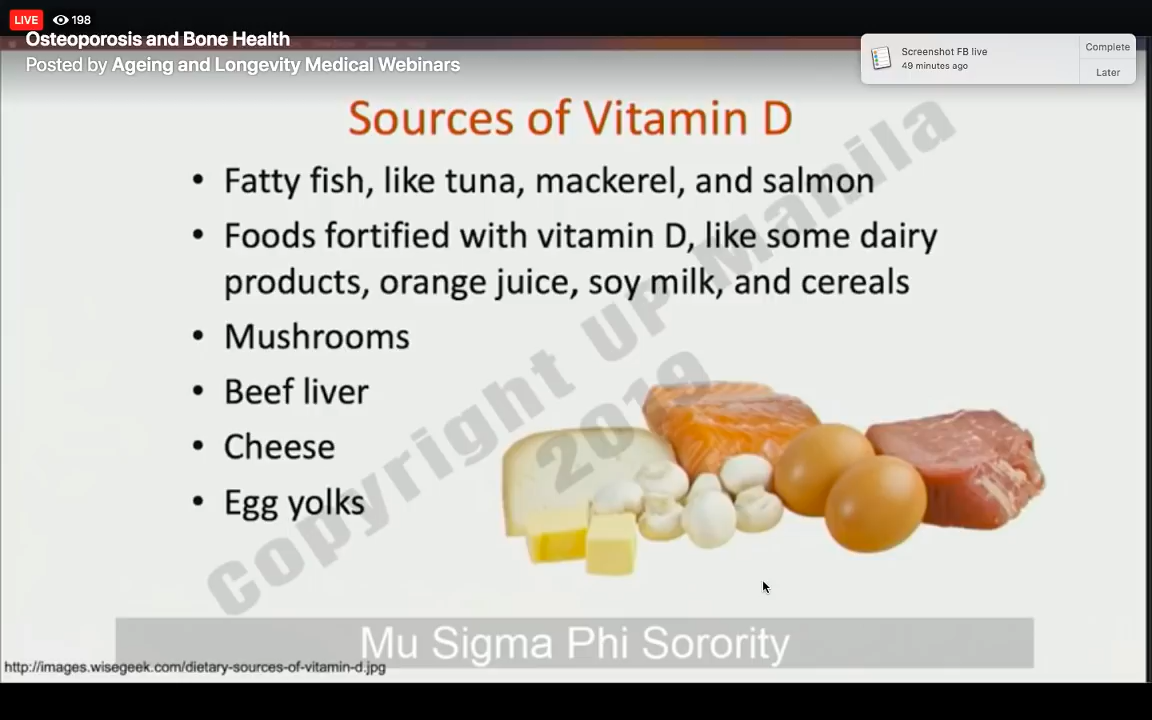 LIVE 198
Osteoporosis and Bone Health
Posted by Ageing and Longevity Medical Webinars
Screenshot FB live
49 minutes ago
Complete
Later
Sources of Vitamin D
• Fatty fish, like tuna, mackerel, and salmon
• Foods fortified with vitamin D, like some dairy
products, orange juice, soy milk, and cereals
• Mushrooms
• Beef liver
• Cheese
• Egg yolks
Copyright UP Manila
2019
Mu Sigma Phi Sorority
http://images.wisegeek.com/dietary-sources-of-vitamin-d.jpg